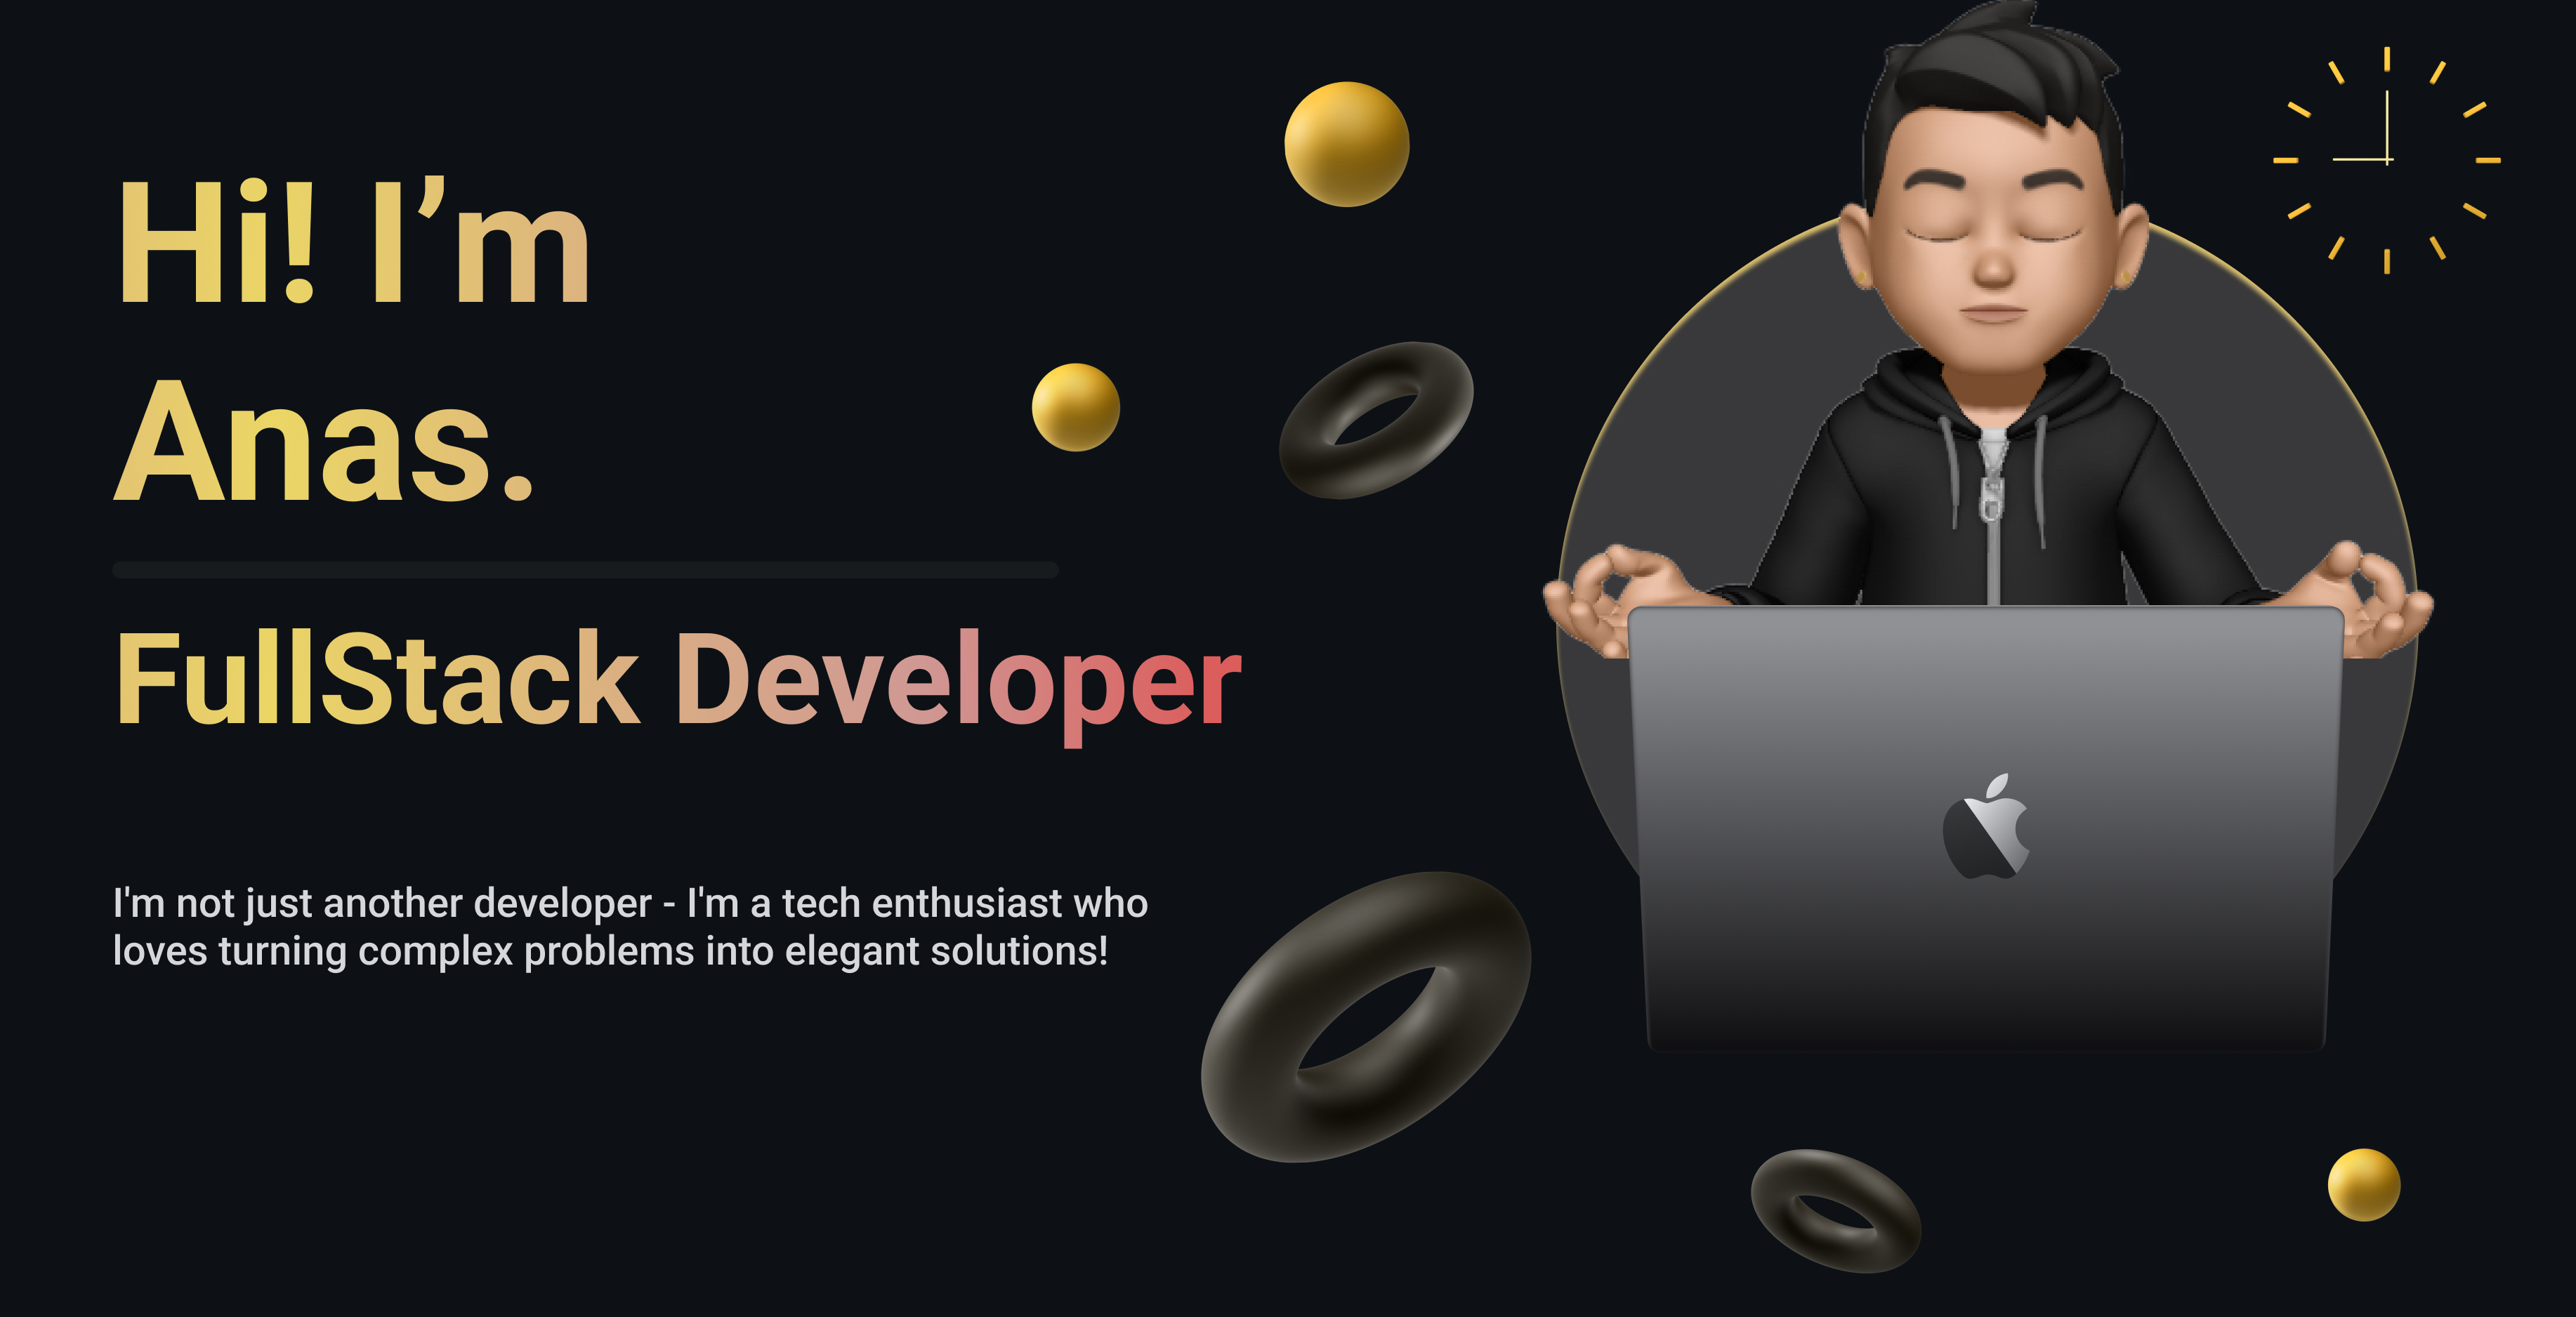 Hi! I’m
Anas.
FullStack Developer
I'm not just another developer - I'm a tech enthusiast who
loves turning complex problems into elegant solutions!